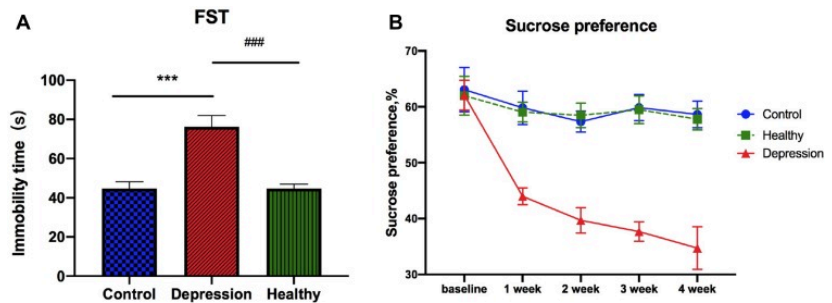 A
FST
###
***
Immobility time (s)
100
80
60
40
20
0
Control
Depression
Healthy
B
Sucrose preference
Sucrose preference,%
70
60
50
40
30
baseline
1 week
2 week
3 week
4 week
Control
Healthy
Depression